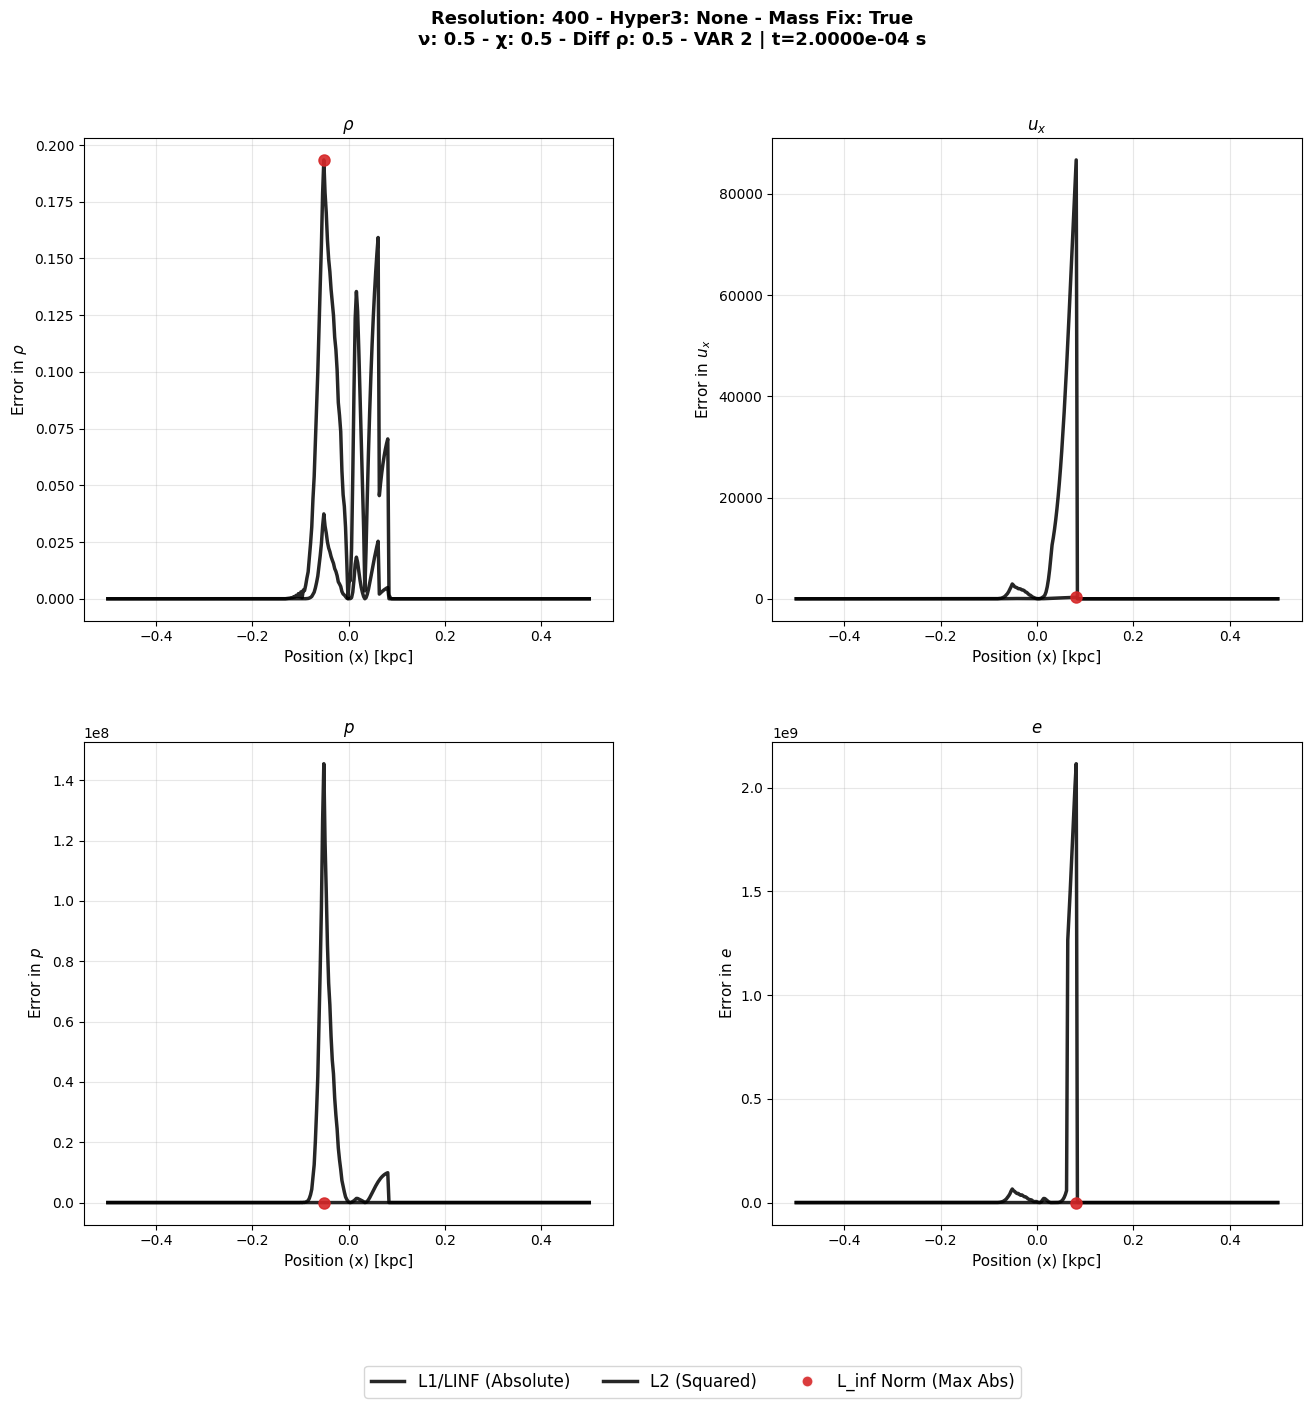 Resolution: 400 - Hyper3: None - Mass Fix: True
ν: 0.5 - χ: 0.5 - Diff ρ: 0.5 - VAR 2 | t=2.0000e-04 s
ρ
0.200
0.175
0.150
0.125
0.100
0.075
0.050
0.025
0.000
Error in ρ
−0.4 −0.2 0.0 0.2 0.4
Position (x) [kpc]
u_x
80000
60000
40000
20000
0
Error in u_x
−0.4 −0.2 0.0 0.2 0.4
Position (x) [kpc]
p
1e8
1.4
1.2
1.0
0.8
0.6
0.4
0.2
0.0
Error in p
−0.4 −0.2 0.0 0.2 0.4
Position (x) [kpc]
e
1e9
2.0
1.5
1.0
0.5
0.0
Error in e
−0.4 −0.2 0.0 0.2 0.4
Position (x) [kpc]
L1/LINF (Absolute) L2 (Squared) L_inf Norm (Max Abs)